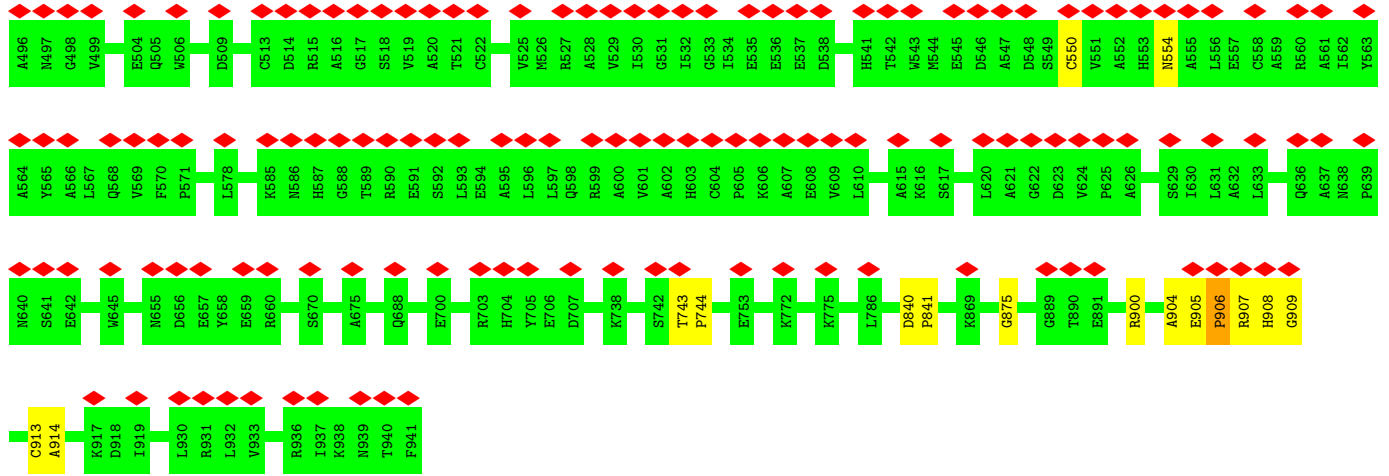 A496 N497 G498 V499 E504 Q505 W506 D509 C513 D514 R515 A516 G517 S518 V519 A520 T521 C522 V525 M526 R527 A528 V529 I530 G531 I532 G533 I534 E535 E536 E537 D538 H541 T542 W543 M544 E545 D546 A547 D548 S549 C550 V551 A552 H553 N554 A555 L556 E557 C558 A559 R560 A561 I562 Y563
A564 Y565 A566 L567 Q568 V569 F570 P571 L578 K585 N586 H587 G588 T589 R590 E591 S592 L593 E594 A595 L596 L597 Q598 R599 A600 V601 A602 H603 C604 P605 K606 A607 E608 V609 L610 A615 K616 S617 L620 A621 G622 D623 V624 P625 A626 S629 I630 L631 A632 L633 Q636 A637 N638 P639
N640 S641 E642 W645 N655 D656 E657 Y658 E659 R660 S670 A675 Q688 E700 R703 H704 Y705 E706 D707 K738 S742 T743 P744 E753 K772 K775 L786 D840 P841 K869 G875 G889 T890 E891 R900 A904 E905 P906 R907 H908 G909
C913 A914 K917 D918 I919 L930 R931 L932 V933 R936 I937 K938 N939 T940 F941